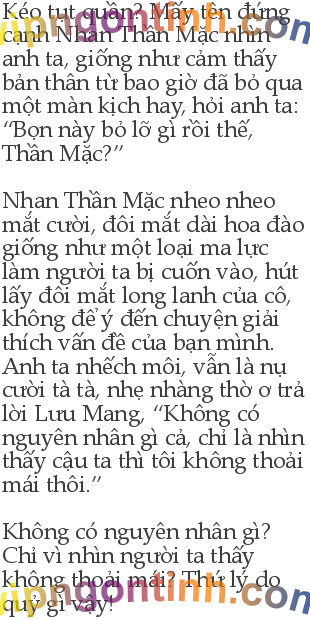 Kéo tụt quần? Mấy tên đứng
cạnh Nhan Thần Mặc nhìn
anh ta, giống như cảm thấy
bản thân từ bao giờ đã bỏ qua
một màn kịch hay, hỏi anh ta:
“Bọn này bỏ lỡ gì rồi thế,
Thần Mặc?”
Nhan Thần Mặc nheo nheo
mắt cười, đôi mắt dài hoa đào
giống như một loại ma lực
làm người ta bị cuốn vào, hút
lấy đôi mắt long lanh của cô,
không để ý đến chuyện giải
thích vấn đề của bạn mình.
Anh ta nhếch môi, vẫn là nụ
cười tà tà, nhẹ nhàng thờ ơ trả
lời Lưu Mang, “Không có
nguyên nhân gì cả, chỉ là nhìn
thấy cậu ta thì tôi không thoải
mái thôi.”
Không có nguyên nhân gì?
Chỉ vì nhìn người ta thấy
không thoải mái? Thứ lý do
quỷ gì vậy!